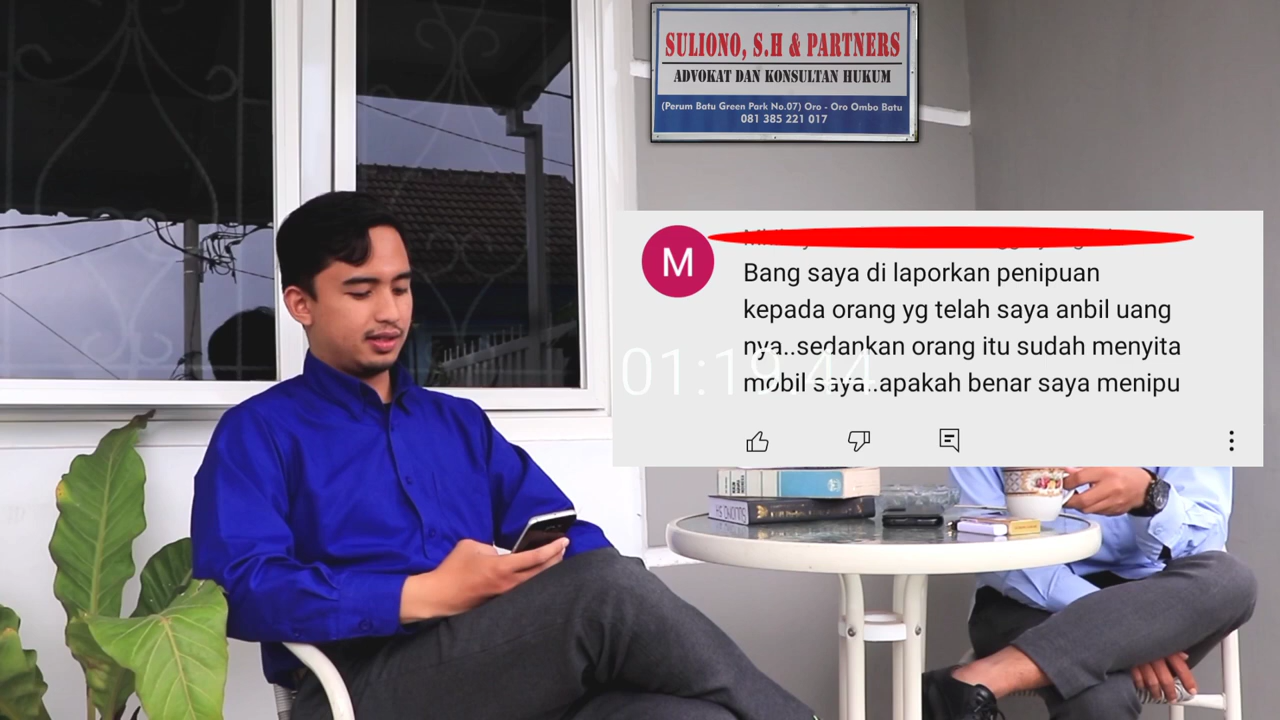 SULIONO, S.H & PARTNERS
ADVOKAT DAN KONSULTAN HUKUM
(Perum Batu Green Park No.07) Oro - Oro Ombo Batu
081 385 221 017
M
Bang saya di laporkan penipuan
kepada orang yg telah saya anbil uang
nya..sedankan orang itu sudah menyita
mobil saya..apakah benar saya menipu
01:19:44
SULIONO SH